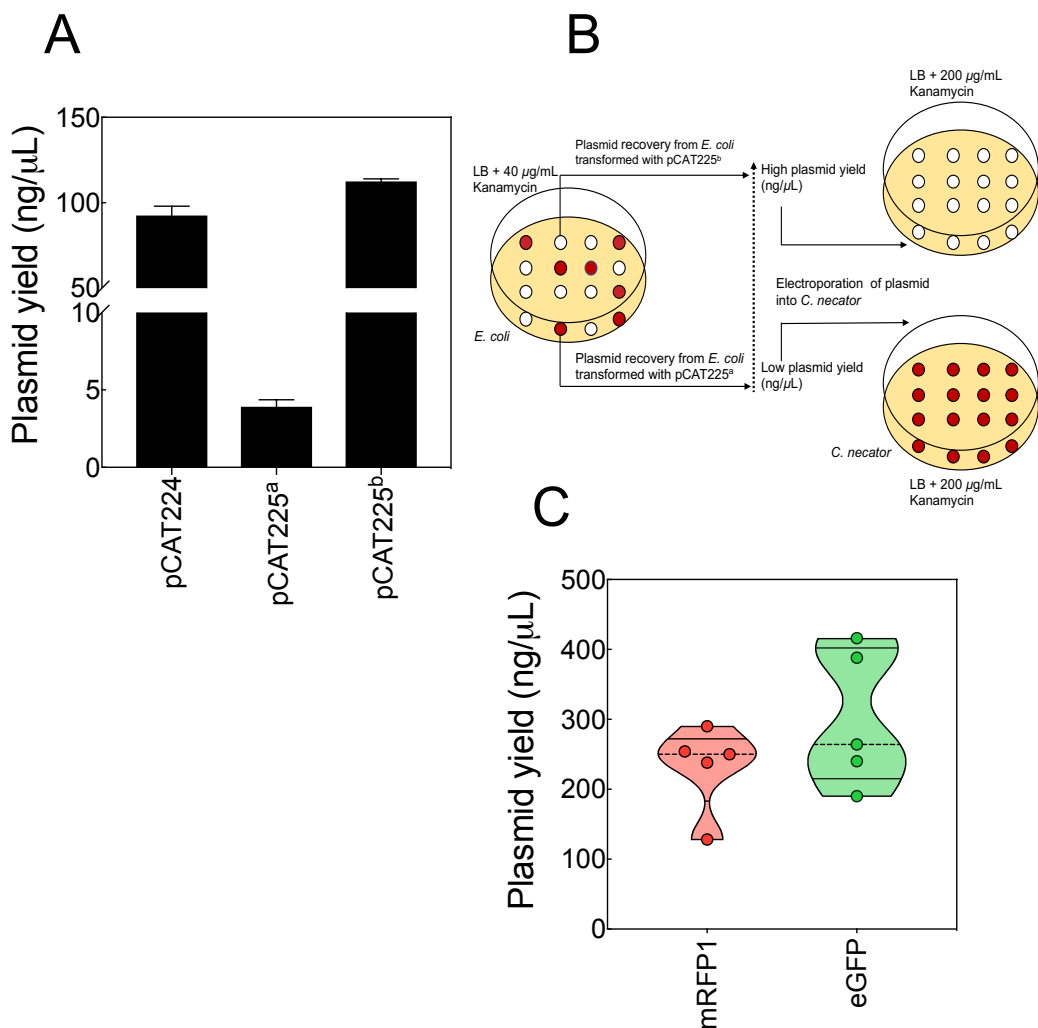 A
Plasmid yield (ng/µL)
150
100
50
10
5
0
pCAT224
pCAT225ᵃ
pCAT225ᵇ
B
LB + 40 µg/mL
Kanamycin
E. coli
Plasmid recovery from E. coli
transformed with pCAT225ᵇ
Plasmid recovery from E. coli
transformed with pCAT225ᵃ
High plasmid yield
(ng/µL)
Electroporation of plasmid
into C. necator
Low plasmid yield
(ng/µL)
LB + 200 µg/mL
Kanamycin
C. necator
LB + 200 µg/mL
Kanamycin
C
Plasmid yield (ng/µL)
500
400
300
200
100
0
mRFP1
eGFP